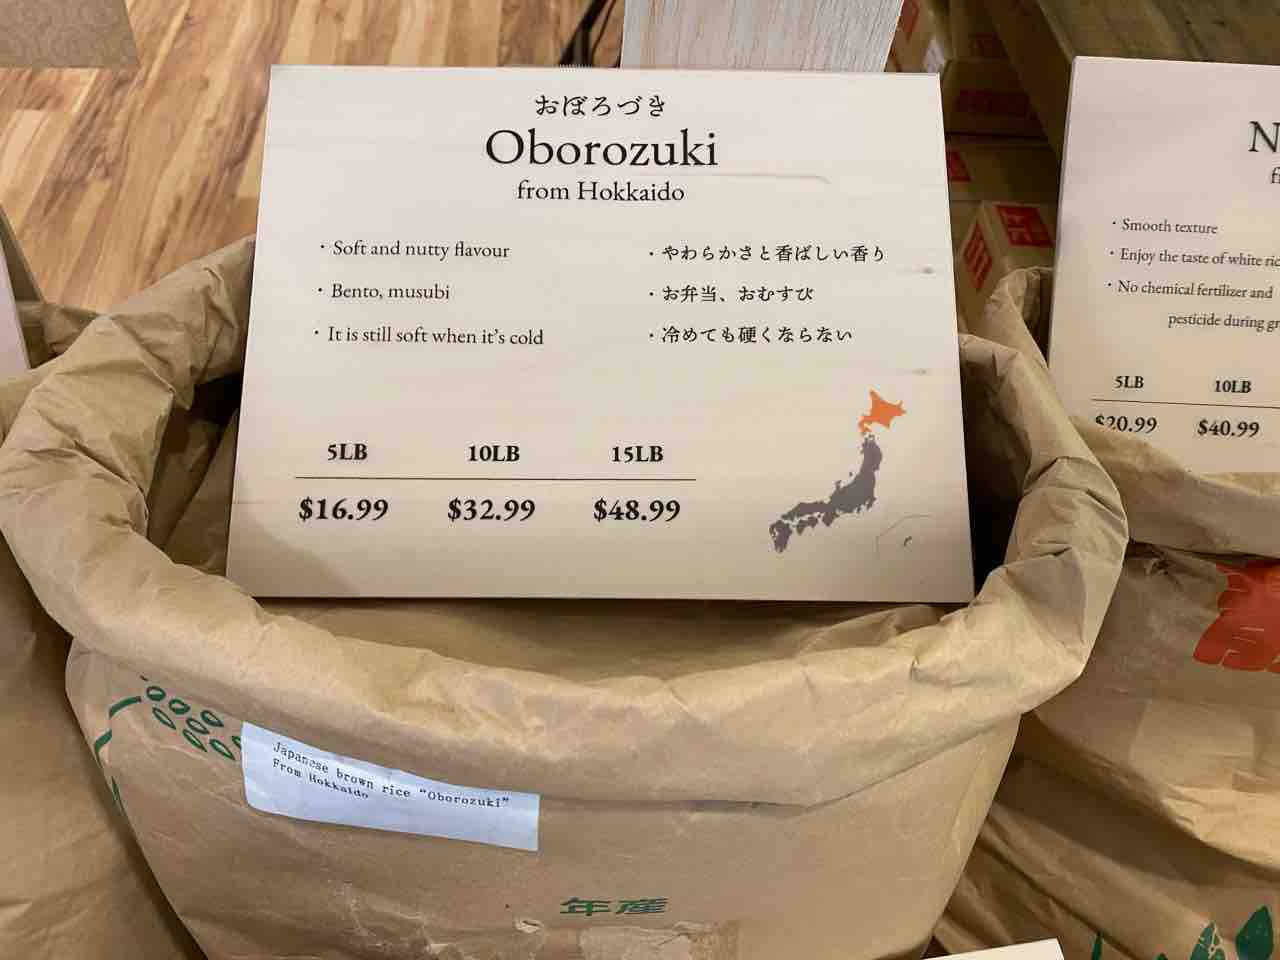 おぼろづき
Oborozuki
from Hokkaido
・Soft and nutty flavour
・Bento, musubi
・It is still soft when it's cold
・やわらかさと香ばしい香り
・お弁当、おむすび
・冷めても硬くならない
5LB 10LB 15LB
$16.99 $32.99 $48.99
Japanese brown rice "Oborozuki"
From Hokkaido
年産
・Smooth texture
・Enjoy the taste of white
・No chemical fertilizer and
pesticide during
5LB 10LB
$20.99 $40.99